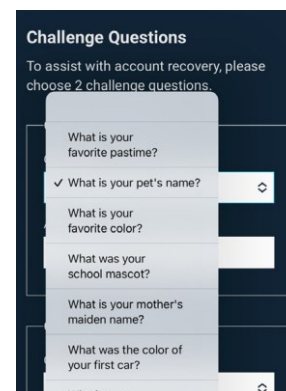 Challenge Questions
To assist with account recovery, please
choose 2 challenge questions.
What is your
favorite pastime?
✓ What is your pet's name?
What is your
favorite color?
What was your
school mascot?
What is your mother's
maiden name?
What was the color of
your first car?